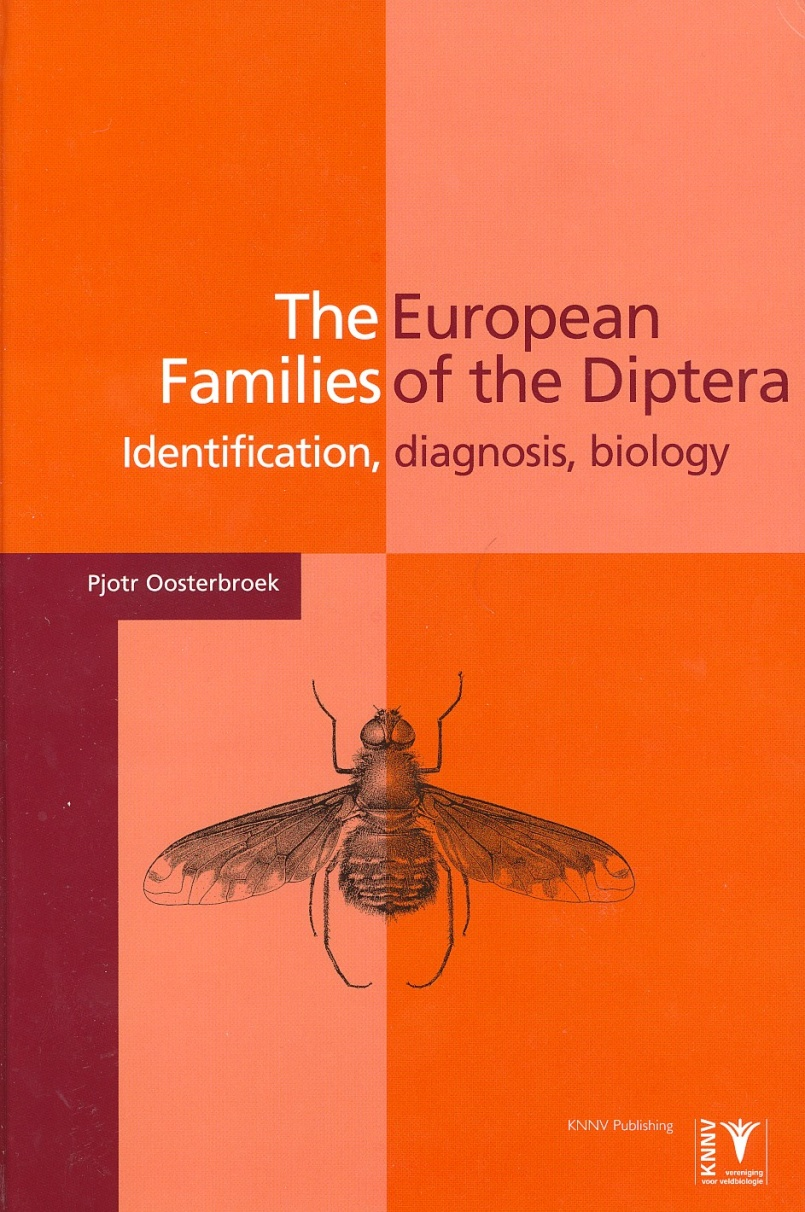 The European
Families of the Diptera
Identification, diagnosis, biology
Pjotr Oosterbroek
KNNV Publishing
KNNV
vereniging
voor veldbiologie